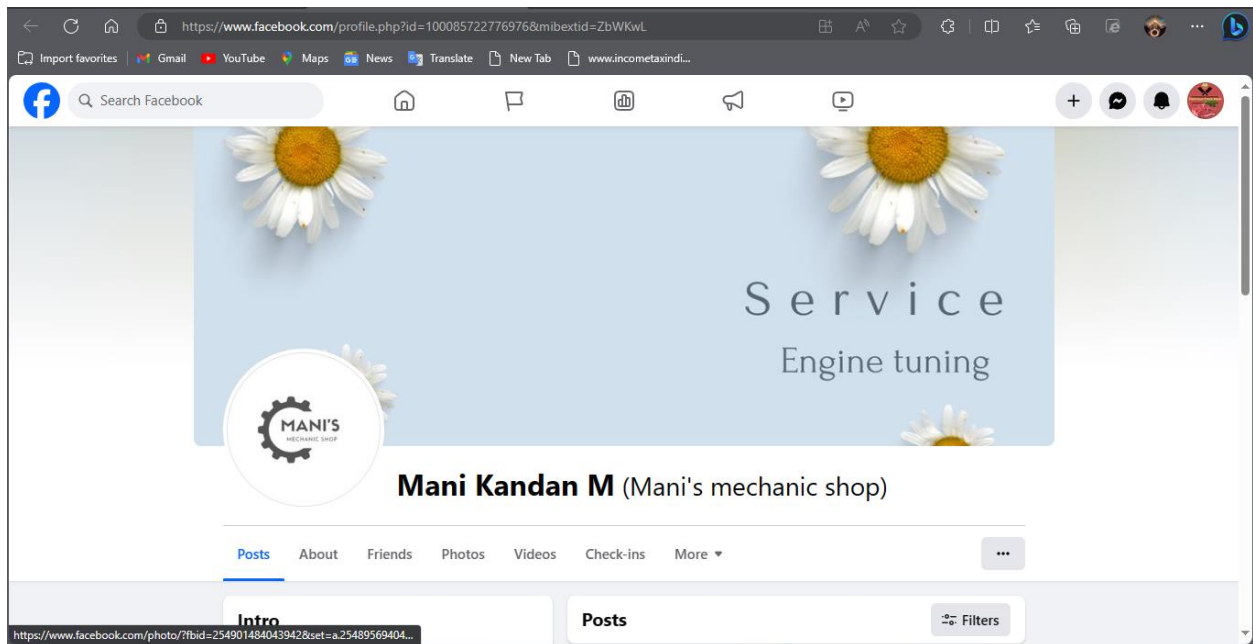 https://www.facebook.com/profile.php?id=100085722776976&mibextid=ZbWKwL
Import favorites Gmail YouTube Maps News Translate New Tab www.incometaxindi...
Search Facebook
Service
Engine tuning
MANI'S
MECHANIC SHOP
Mani Kandan M (Mani's mechanic shop)
Posts About Friends Photos Videos Check-ins More
Intro Posts Filters
https://www.facebook.com/photo/?fbid=254901484043942&set=a.25489569404...